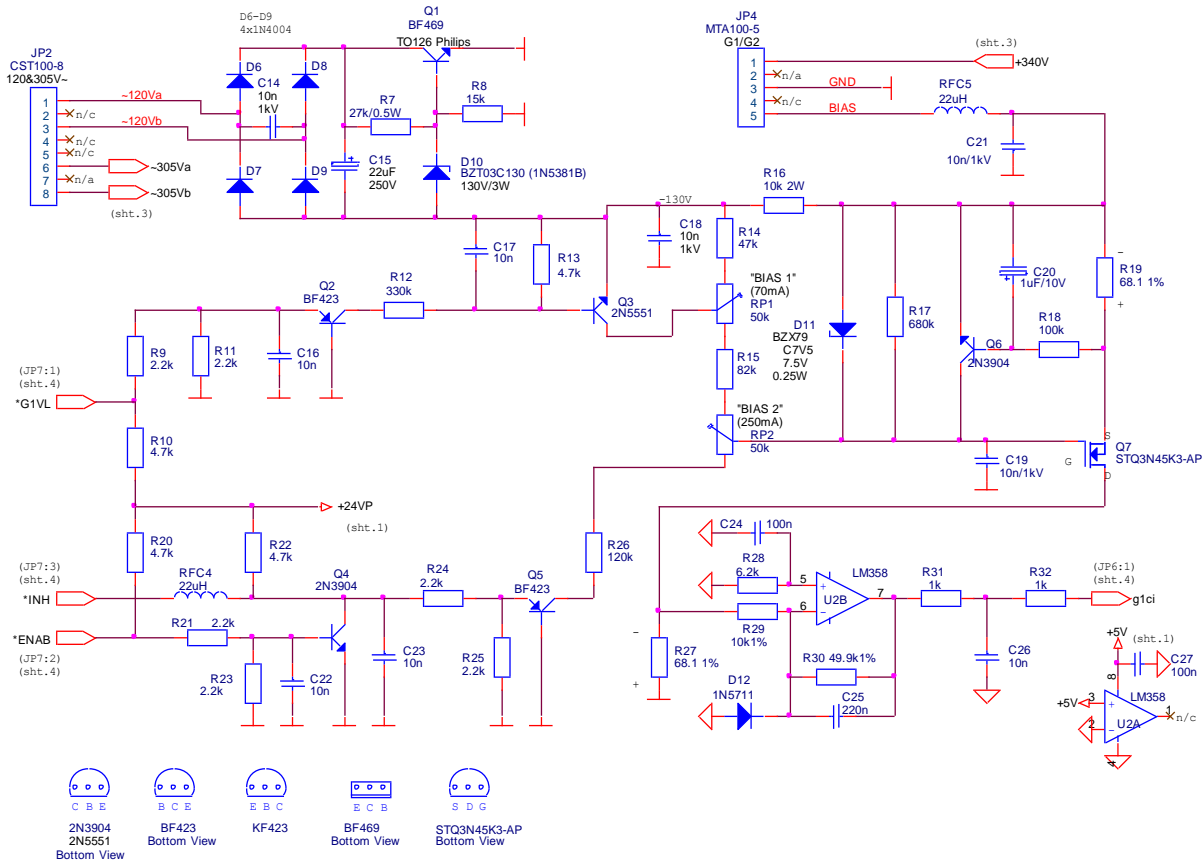 D6-D9
4x1N4004
Q1
BF469
TO126 Philips
JP4
MTA100-5
G1/G2
(sht.3)
+340V
JP2
CST100-8
120&305V~
1
2
3
4
5
6
7
8
~120Va
n/c
~120Vb
n/c
n/c
~305Va
n/a
~305Vb
(sht.3)
D6
D8
C14
10n
1kV
D7
D9
R7
27k/0.5W
R8
15k
C15
22uF
250V
D10
BZT03C130 (1N5381B)
130V/3W
1
2
3
4
5
n/a
GND
n/c
BIAS
RFC5
22uH
C21
10n/1kV
R16
10k 2W
-130V
C17
10n
R13
4.7k
C18
10n
1kV
R14
47k
R12
330k
Q2
BF423
Q3
2N5551
"BIAS 1"
(70mA)
RP1
50k
D11
BZX79
C7V5
7.5V
0.25W
R17
680k
C20
1uF/10V
-
R19
68.1 1%
+
R18
100k
Q6
2N3904
R9
2.2k
R11
2.2k
C16
10n
R15
82k
(JP7:1)
(sht.4)
*G1VL
"BIAS 2"
(250mA)
RP2
50k
R10
4.7k
C19
10n/1kV
S
G
D
Q7
STQ3N45K3-AP
+24VP
(sht.1)
R20
4.7k
R22
4.7k
R26
120k
C24
100n
R28
6.2k
5
+
LM358
U2B
7
6
-
R29
10k1%
R31
1k
R32
1k
(JP6:1)
(sht.4)
g1ci
(JP7:3)
(sht.4)
*INH
RFC4
22uH
Q4
2N3904
R24
2.2k
Q5
BF423
*ENAB
(JP7:2)
(sht.4)
R21
2.2k
R23
2.2k
C22
10n
C23
10n
R25
2.2k
-
R27
68.1 1%
+
R30 49.9k1%
D12
1N5711
C25
220n
C26
10n
+5V
(sht.1)
C27
100n
8
LM358
+5V
3
+
1
n/c
2
-
U2A
4
C B E
2N3904
2N5551
Bottom View
B C E
BF423
Bottom View
E B C
KF423
E C B
BF469
Bottom View
S D G
STQ3N45K3-AP
Bottom View